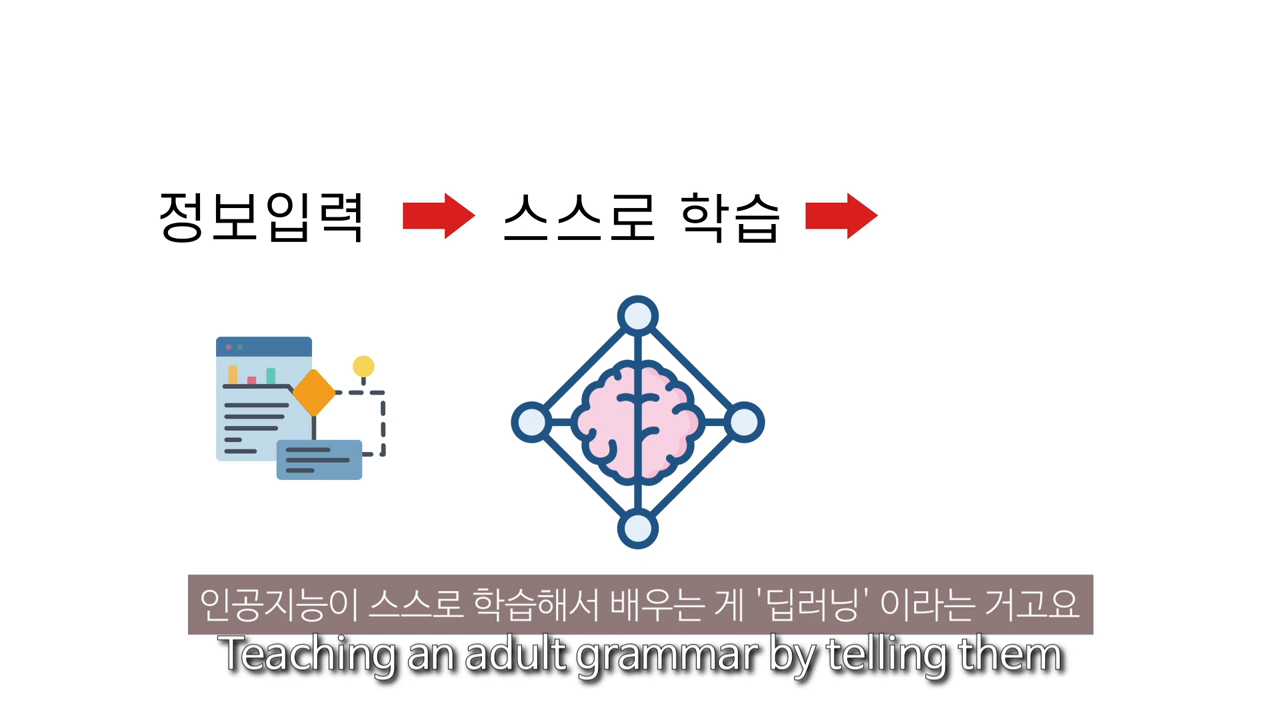 정보입력 스스로 학습
인공지능이 스스로 학습해서 배우는 게 '딥러닝' 이라는 거고요
Teaching an adult grammar by telling them